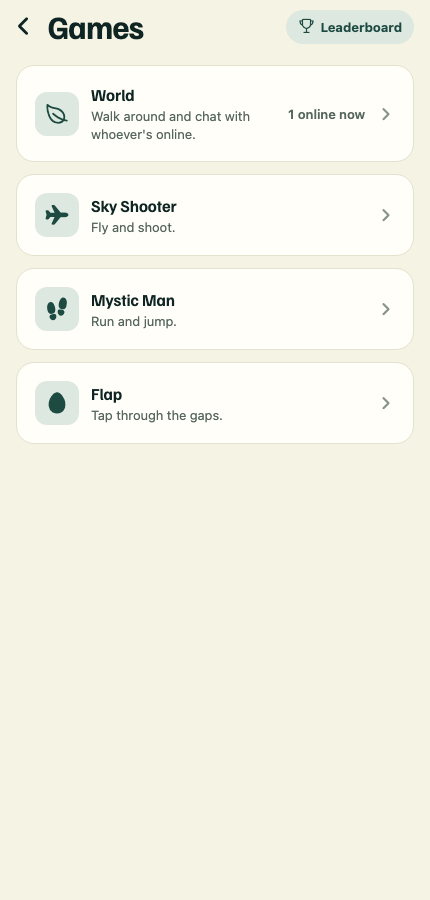 Games
Leaderboard
World
Walk around and chat with
whoever's online.
1 online now
Sky Shooter
Fly and shoot.
Mystic Man
Run and jump.
Flap
Tap through the gaps.